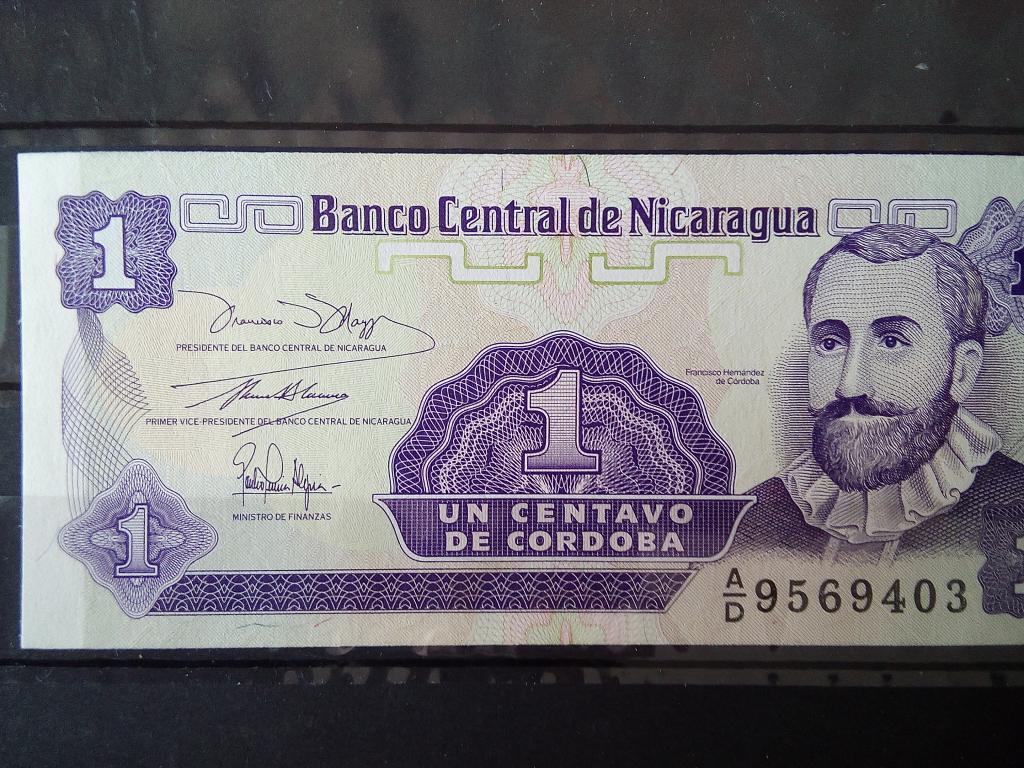 1
Banco Central de Nicaragua
PRESIDENTE DEL BANCO CENTRAL DE NICARAGUA
Francisco Hernández
de Córdoba
PRIMER VICE-PRESIDENTE DEL BANCO CENTRAL DE NICARAGUA
1
MINISTRO DE FINANZAS
UN CENTAVO
DE CORDOBA
1
A/D 9569403